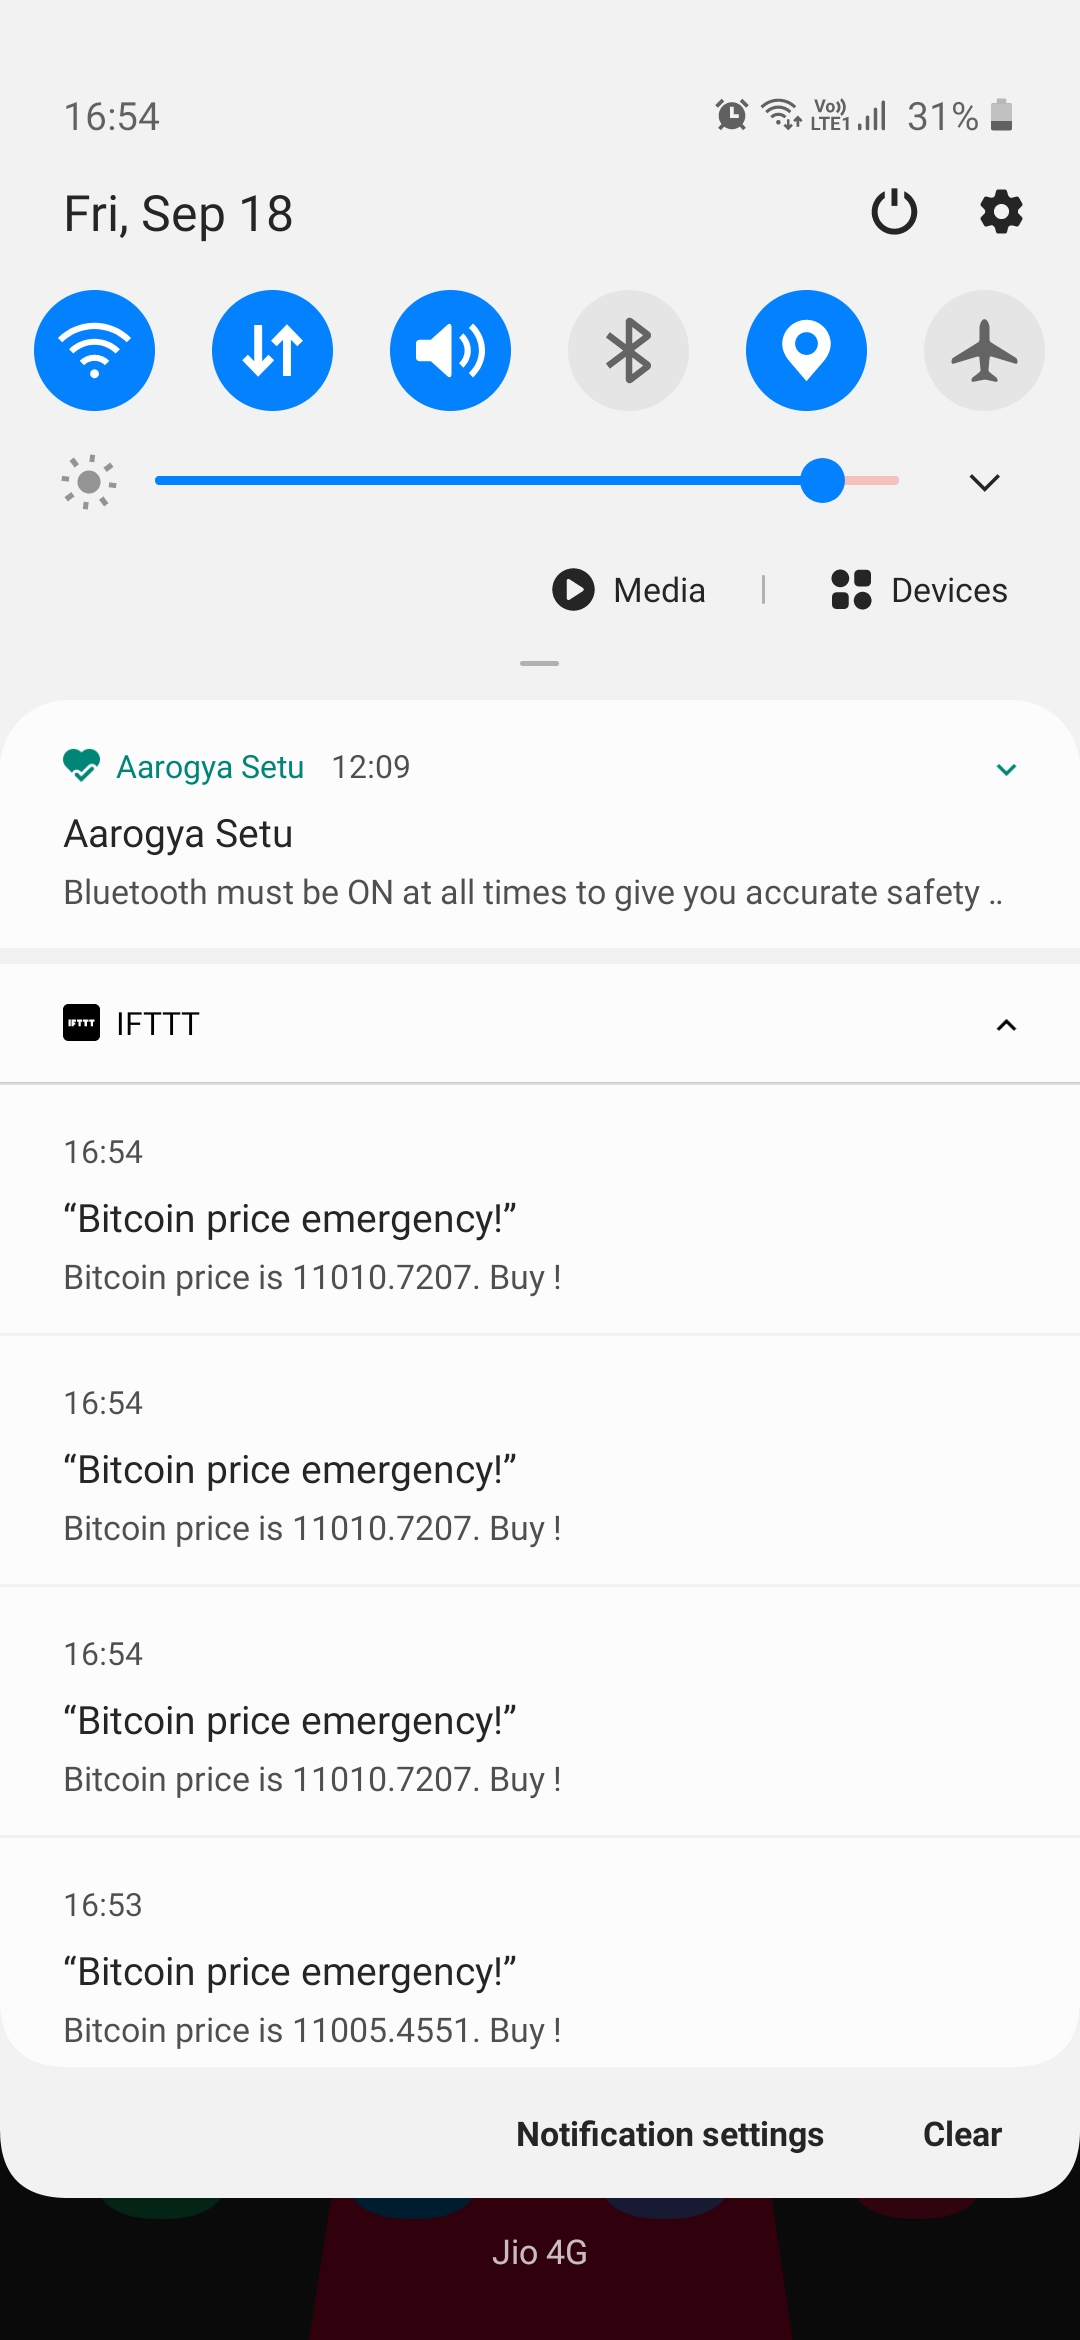 16:54
Vo)) LTE1 31%
Fri, Sep 18
Media | Devices
Aarogya Setu 12:09
Aarogya Setu
Bluetooth must be ON at all times to give you accurate safety ..
IFTTT IFTTT
16:54
“Bitcoin price emergency!”
Bitcoin price is 11010.7207. Buy !
16:54
“Bitcoin price emergency!”
Bitcoin price is 11010.7207. Buy !
16:54
“Bitcoin price emergency!”
Bitcoin price is 11010.7207. Buy !
16:53
“Bitcoin price emergency!”
Bitcoin price is 11005.4551. Buy !
Notification settings Clear
Jio 4G